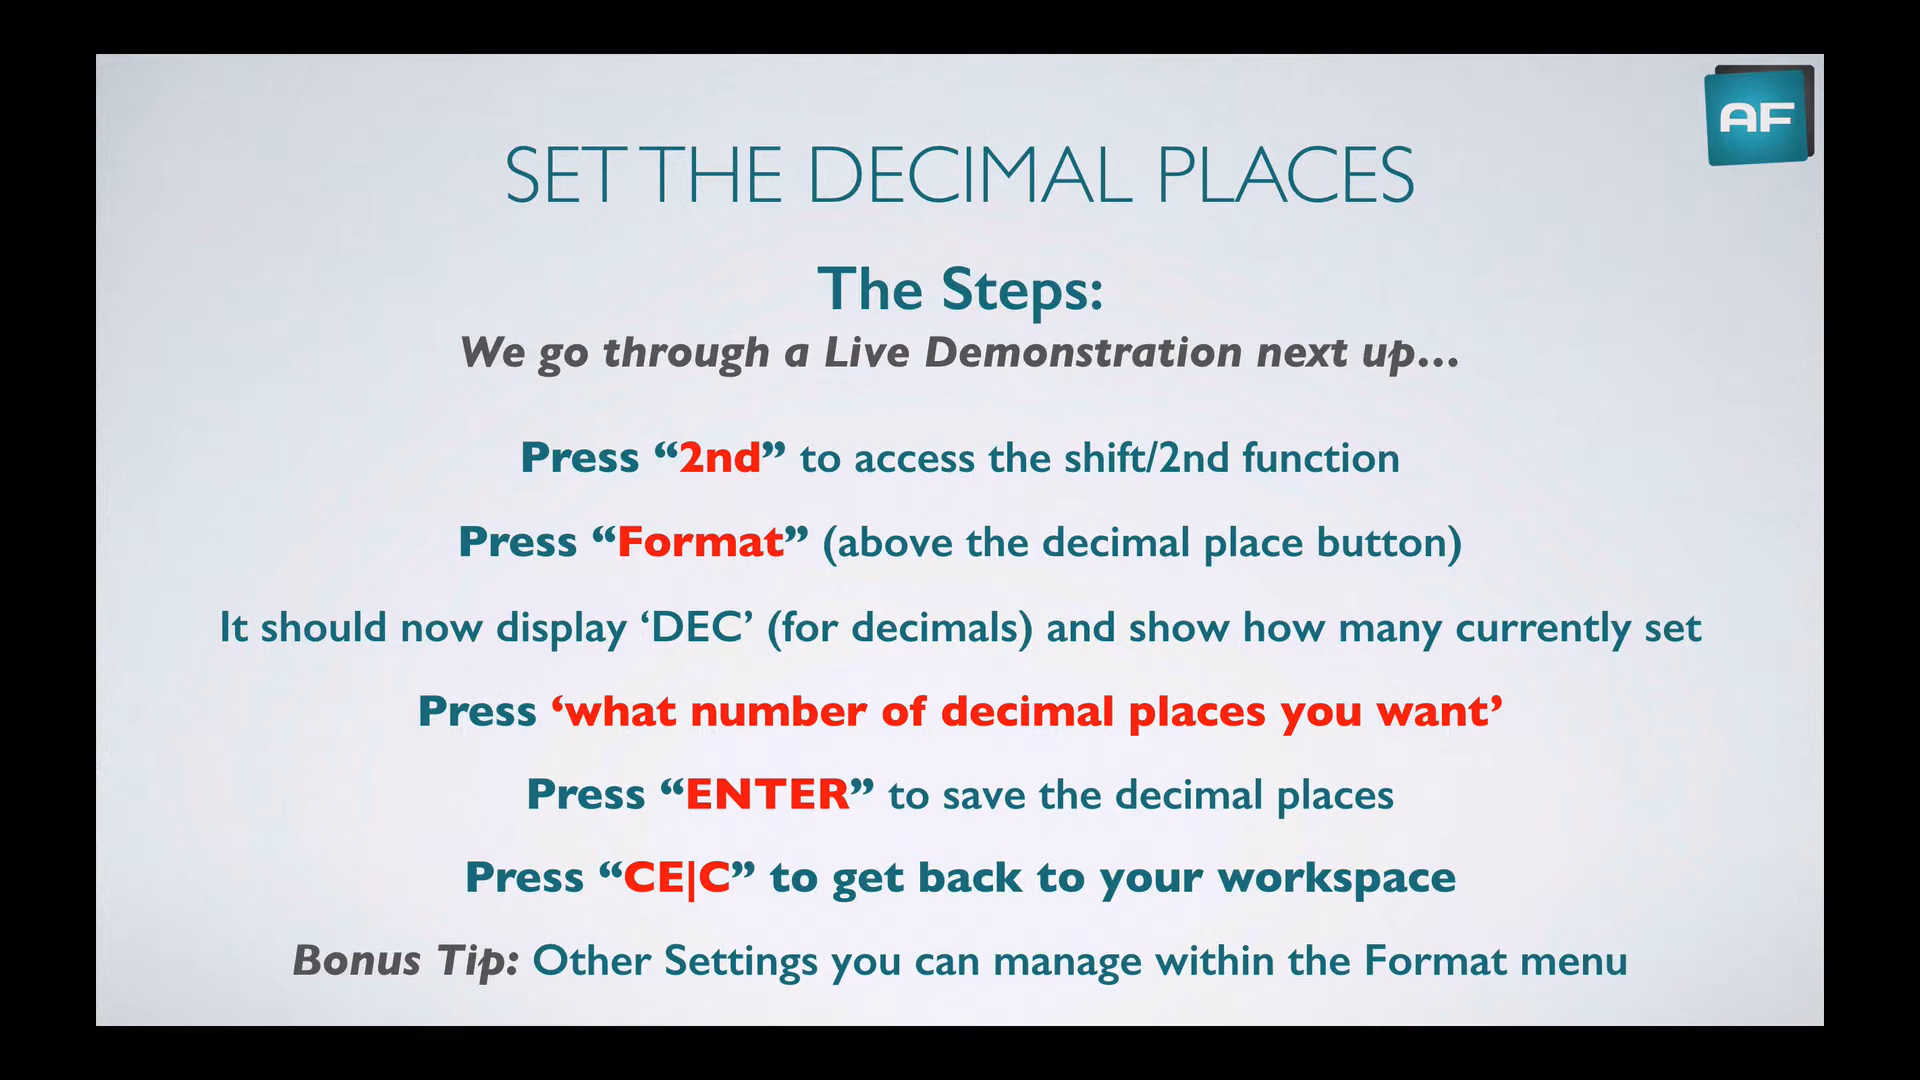 AF
SET THE DECIMAL PLACES
The Steps:
We go through a Live Demonstration next up...
Press “2nd” to access the shift/2nd function
Press “Format” (above the decimal place button)
It should now display ‘DEC’ (for decimals) and show how many currently set
Press ‘what number of decimal places you want’
Press “ENTER” to save the decimal places
Press “CE|C” to get back to your workspace
Bonus Tip: Other Settings you can manage within the Format menu